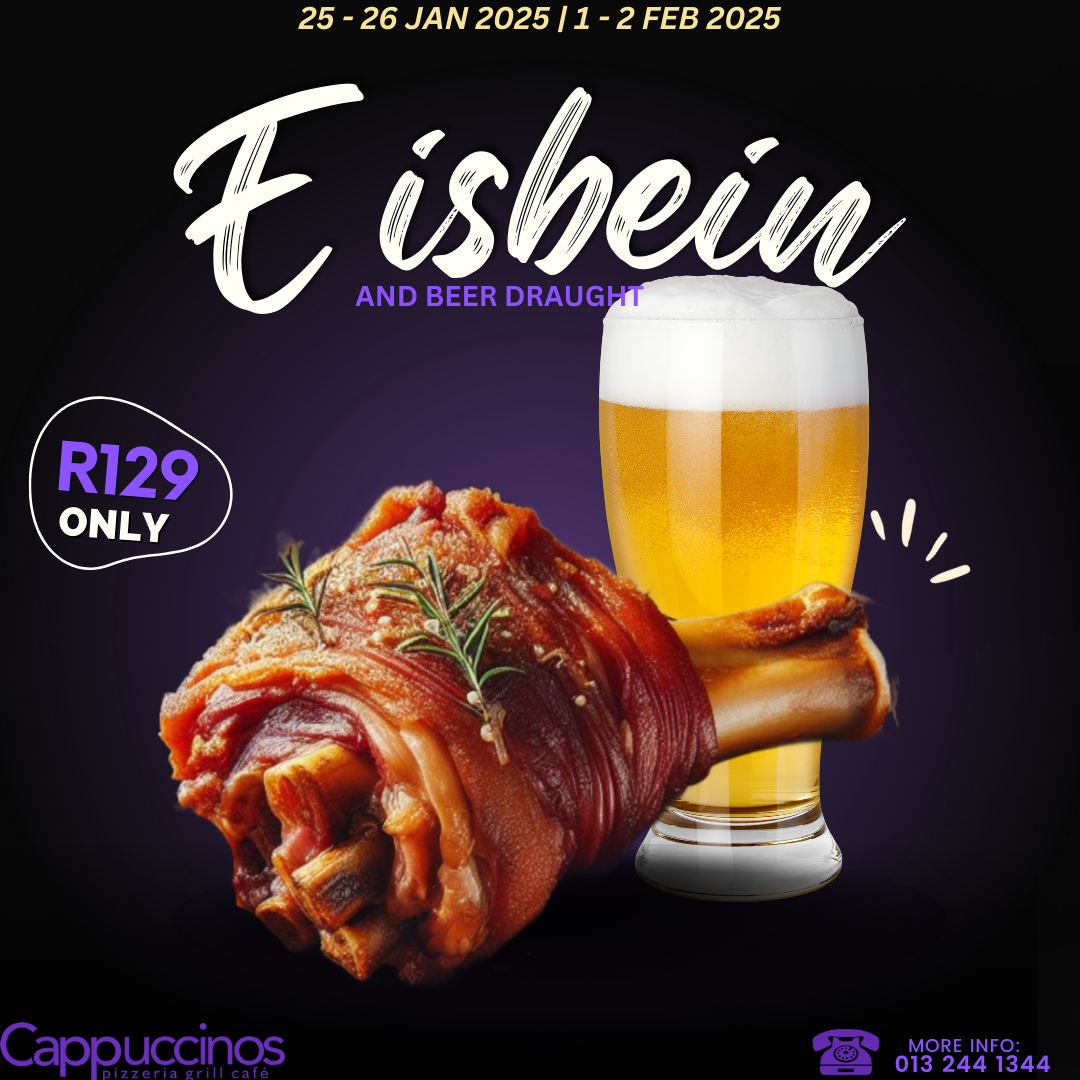 25 - 26 JAN 2025 | 1 - 2 FEB 2025
Eisbein
AND BEER DRAUGHT
R129
ONLY
Cappuccinos
pizzeria grill café
MORE INFO:
013 244 1344